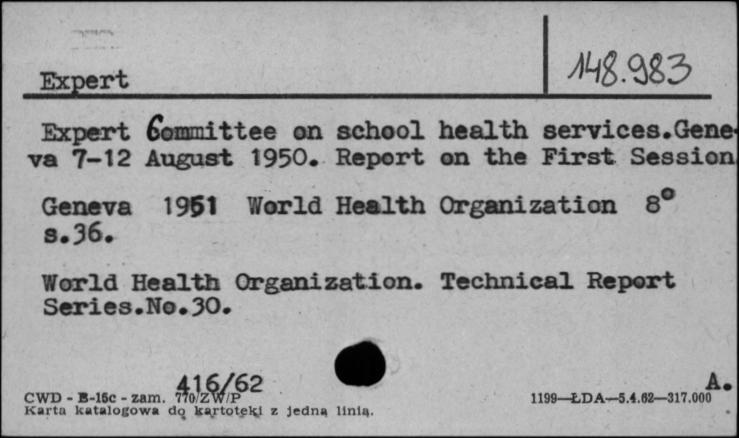 Expert
148.983
Expert Committee on school health services.Gene-
va 7-12 August 1950. Report on the First Session
Geneva 1951 World Health Organization 8°
s.36.
World Health Organization. Technical Report
Series.No.30.
416/62
A.
CWD - B-15c - zam. 770/ZW/P
1199—ŁDA—5.4.62—317.000
Karta katalogowa do kartoteki z jedną linią.